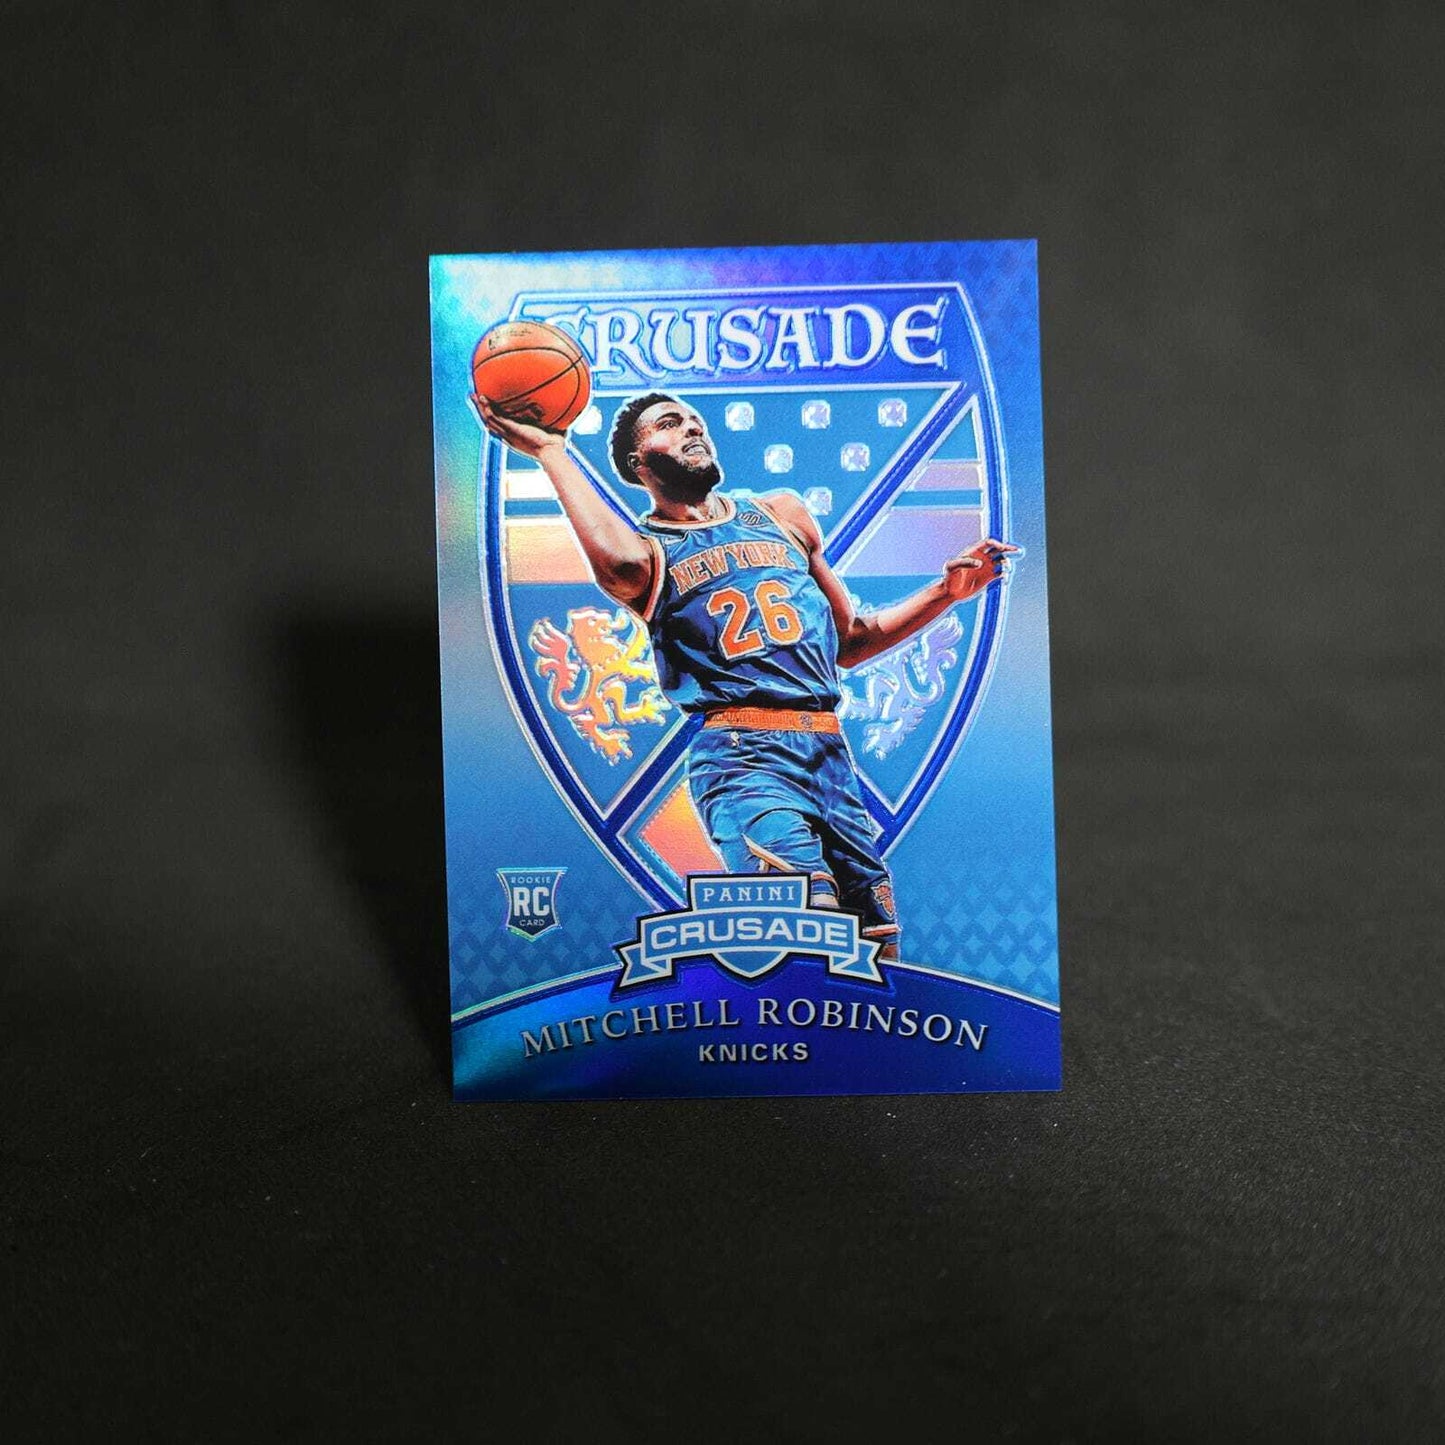 CRUSADE
NEW YORK
26
ROOKIE
RC
CARD
PANINI
CRUSADE
MITCHELL ROBINSON
KNICKS